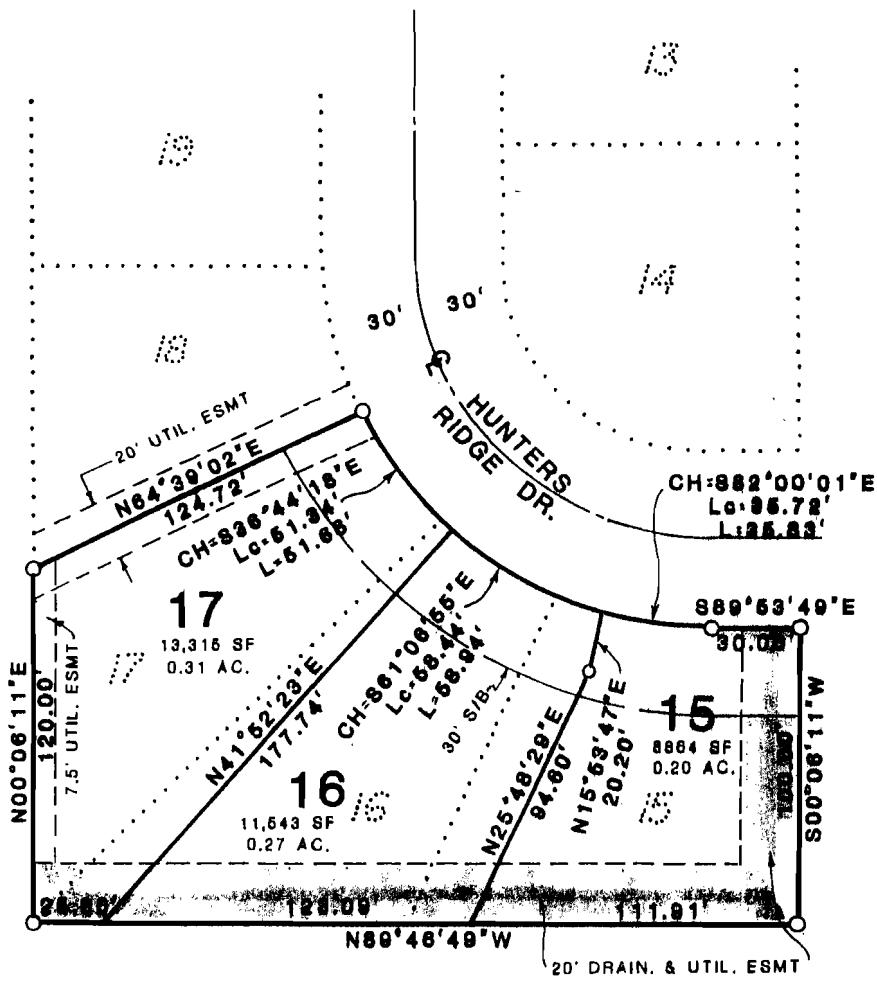 13
19
14
30'
30'
18
C̲L
HUNTERS
RIDGE DR.
20' UTIL. ESMT
N64°39'02"E
124.72'
CH=S36°44'18"E
Lc=51.34'
L=51.66'
CH=S82°00'01"E
L=35.83'
S89°53'49"E
17
13,315 SF
0.31 AC.
17
N00°06'11"E
120.00'
7.5' UTIL. ESMT
N41°52'23"E
177.74'
CH=S61°06'55"E
Lc=58.44'
L=58.94'
30' S/B
15
8864 SF
0.20 AC.
15
N15°53'47"E
20.20'
N25°48'29"E
94.60'
S00°06'11"W
16
11,543 SF
0.27 AC.
16
111.91'
N89°46'49"W
20' DRAIN. & UTIL. ESMT